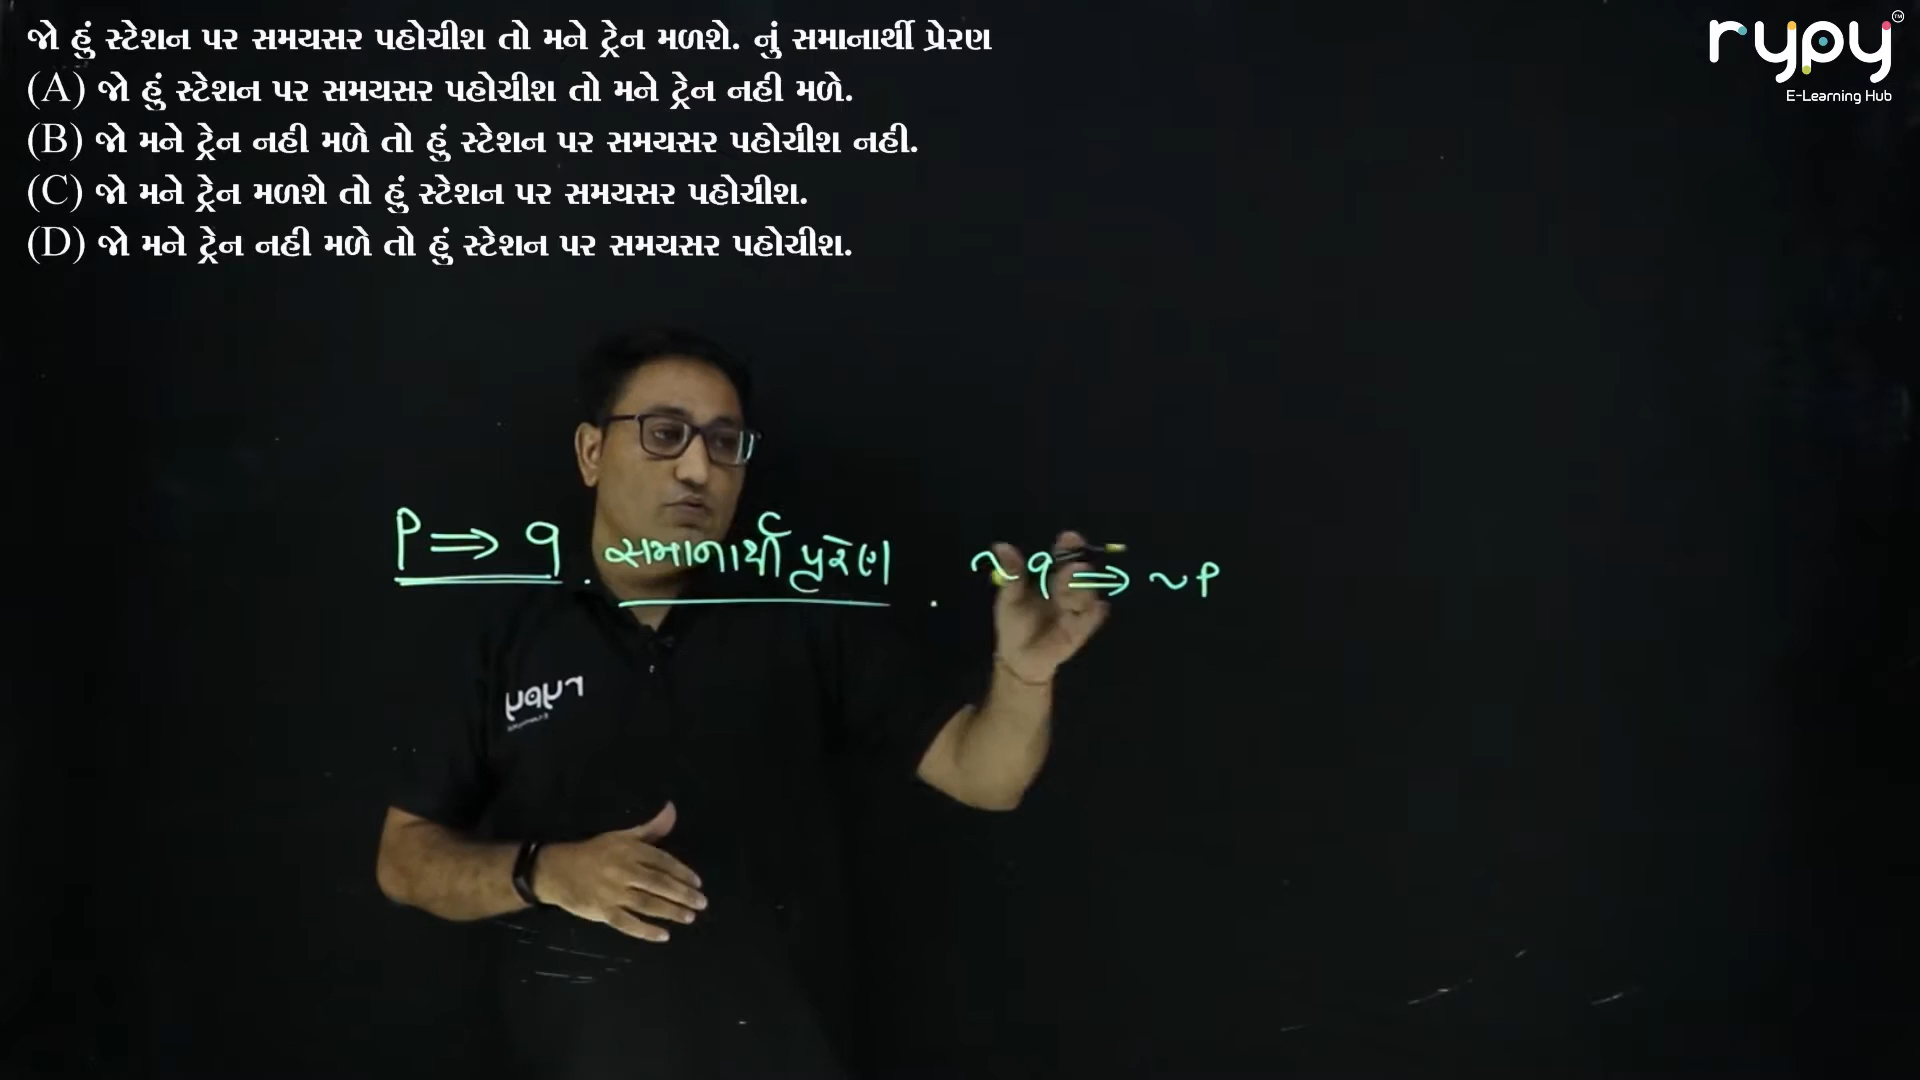 જો હું સ્ટેશન પર સમયસર પહોચીશ તો મને ટ્રેન મળશે. નું સમાનાર્થી પ્રેરણ
(A) જો હું સ્ટેશન પર સમયસર પહોચીશ તો મને ટ્રેન નહી મળે.
(B) જો મને ટ્રેન નહી મળે તો હું સ્ટેશન પર સમયસર પહોચીશ નહી.
(C) જો મને ટ્રેન મળશે તો હું સ્ટેશન પર સમયસર પહોચીશ.
(D) જો મને ટ્રેન નહી મળે તો હું સ્ટેશન પર સમયસર પહોચીશ.
rypy TM
E-Learning Hub
P ⇒ q . સમાનાર્થી પ્રેરણ . ~q ⇒ ~p
rypy